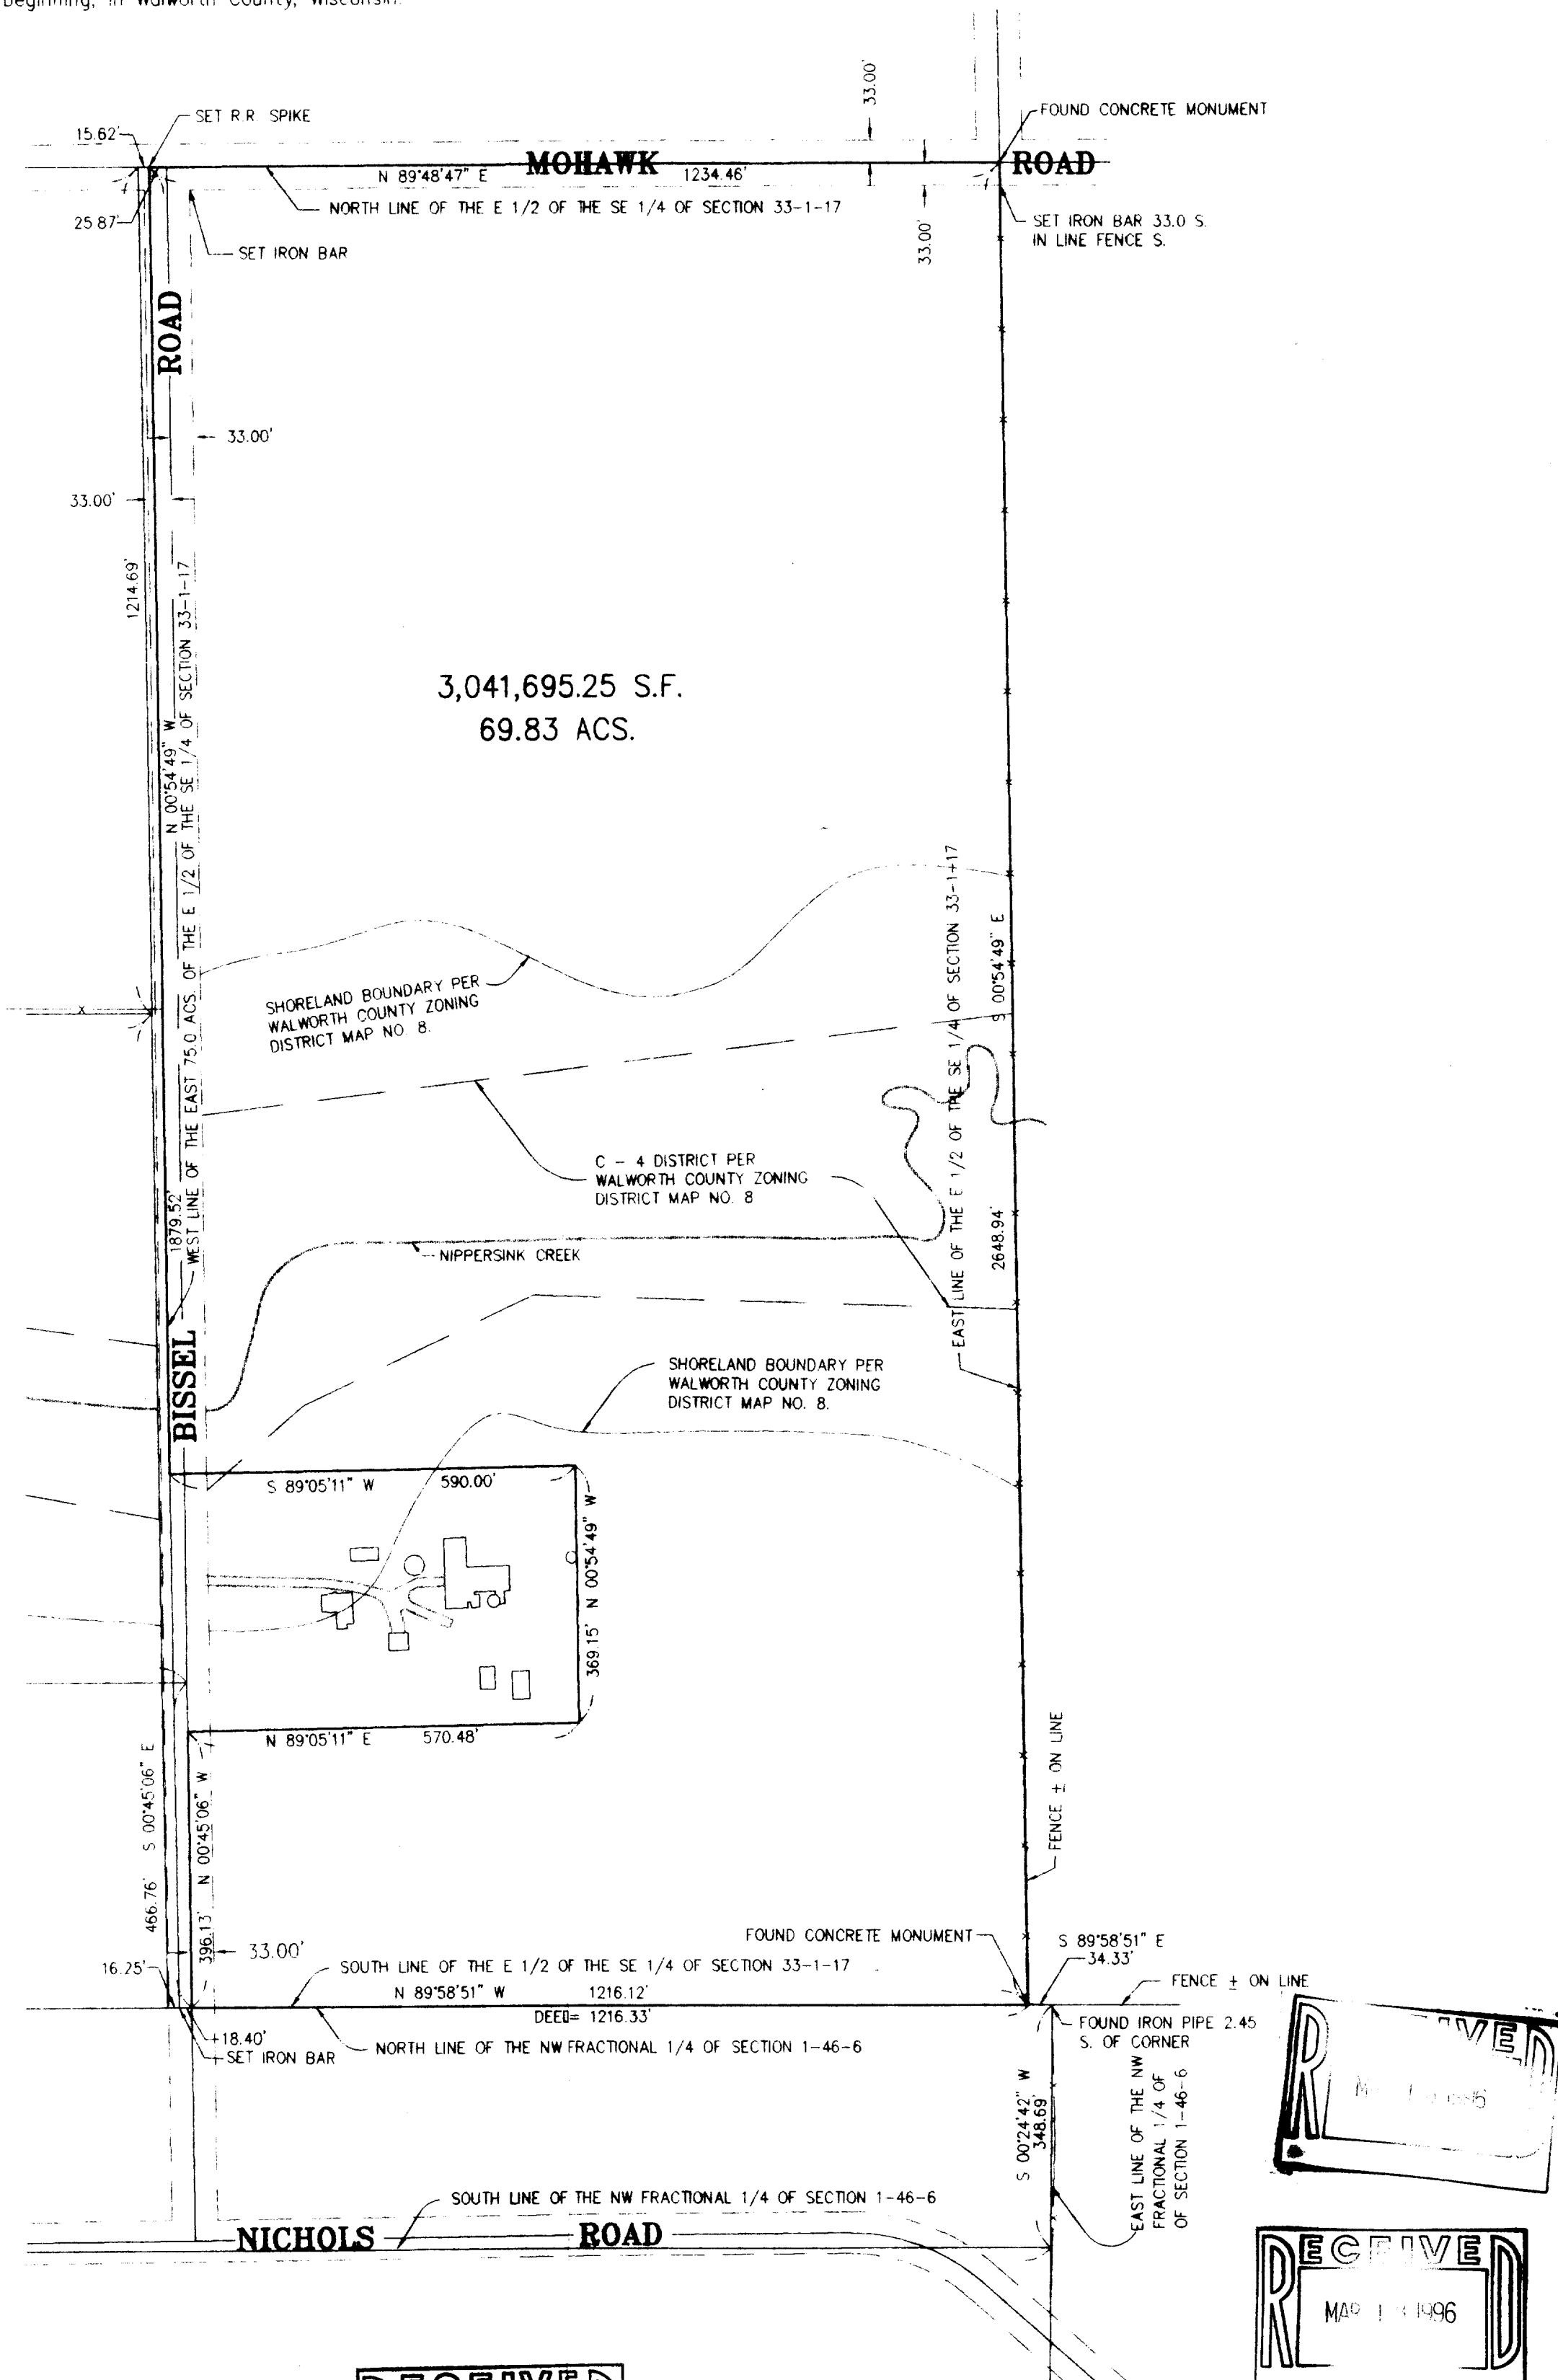 Beginning, in Walworth County, Wisconsin.
33.00'
SET R.R. SPIKE
FOUND CONCRETE MONUMENT
15.62'
MOHAWK ROAD
N 89°48'47" E 1234.46'
25.87'
NORTH LINE OF THE E 1/2 OF THE SE 1/4 OF SECTION 33-1-17
SET IRON BAR
33.00'
SET IRON BAR 33.0 S.
IN LINE FENCE S.
ROAD
33.00'
33.00'
1214.69'
N 00°54'49" W
WEST LINE OF THE EAST 75.0 ACS. OF THE E 1/2 OF THE SE 1/4 OF SECTION 33-1-17
3,041,695.25 S.F.
69.83 ACS.
EAST LINE OF THE E 1/2 OF THE SE 1/4 OF SECTION 33-1-17
S 00°54'49" E
SHORELAND BOUNDARY PER
WALWORTH COUNTY ZONING
DISTRICT MAP NO. 8.
C - 4 DISTRICT PER
WALWORTH COUNTY ZONING
DISTRICT MAP NO. 8
1879.52'
2648.94'
NIPPERSINK CREEK
BISSEL
SHORELAND BOUNDARY PER
WALWORTH COUNTY ZONING
DISTRICT MAP NO. 8.
S 89°05'11" W 590.00'
369.15' N 00°54'49" W
N 89°05'11" E 570.48'
466.76' S 00°45'06" E
396.13' N 00°45'06" W
FENCE ± ON LINE
33.00'
FOUND CONCRETE MONUMENT
S 89°58'51" E
34.33'
16.25'
SOUTH LINE OF THE E 1/2 OF THE SE 1/4 OF SECTION 33-1-17
FENCE ± ON LINE
N 89°58'51" W 1216.12'
DEED= 1216.33'
18.40'
SET IRON BAR
NORTH LINE OF THE NW FRACTIONAL 1/4 OF SECTION 1-46-6
FOUND IRON PIPE 2.45
S. OF CORNER
S 00°24'42" W
348.69'
EAST LINE OF THE NW
FRACTIONAL 1/4 OF
OF SECTION 1-46-6
SOUTH LINE OF THE NW FRACTIONAL 1/4 OF SECTION 1-46-6
NICHOLS ROAD
RECEIVED
MAR 1996
RECEIVED